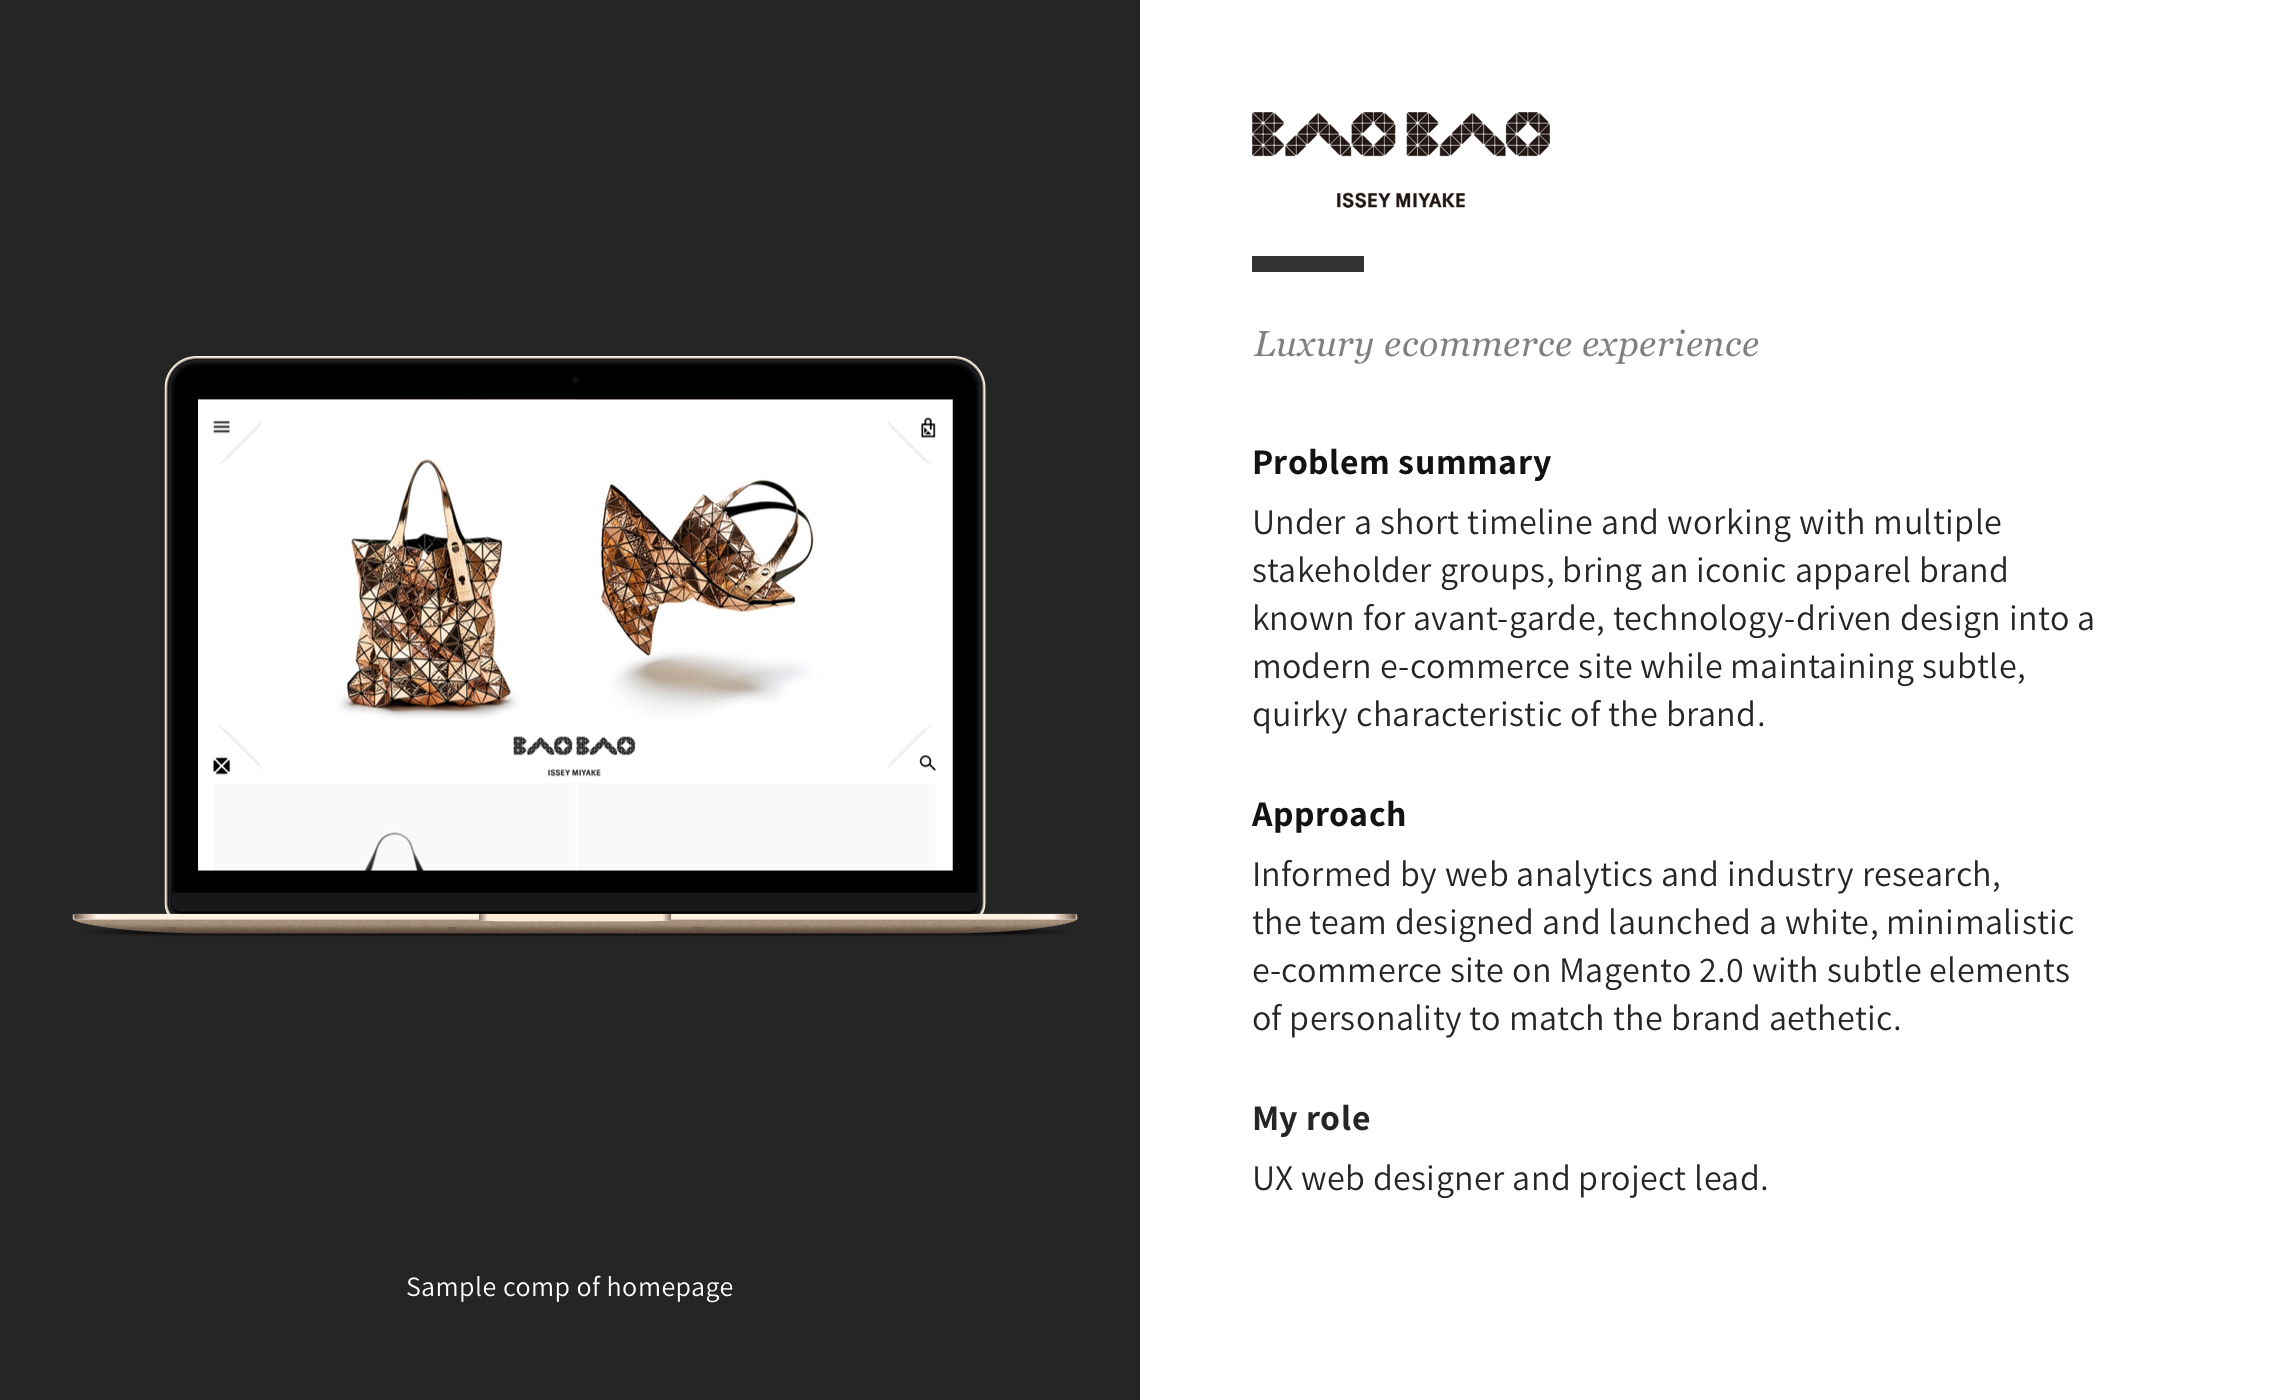 BAO BAO
ISSEY MIYAKE
Sample comp of homepage
BAO BAO
ISSEY MIYAKE
Luxury ecommerce experience
Problem summary
Under a short timeline and working with multiple
stakeholder groups, bring an iconic apparel brand
known for avant-garde, technology-driven design into a
modern e-commerce site while maintaining subtle,
quirky characteristic of the brand.
Approach
Informed by web analytics and industry research,
the team designed and launched a white, minimalistic
e-commerce site on Magento 2.0 with subtle elements
of personality to match the brand aethetic.
My role
UX web designer and project lead.